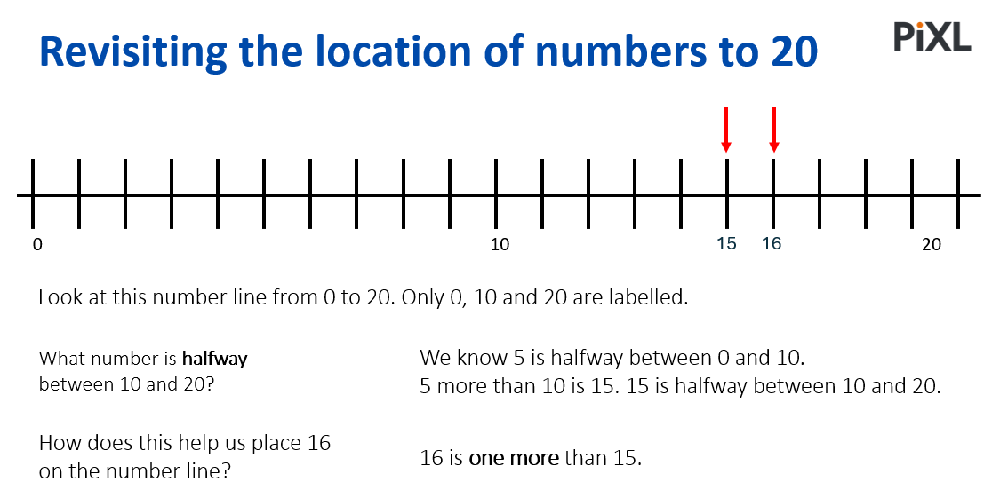 Revisiting the location of numbers to 20
PiXL
0 10 15 16 20
Look at this number line from 0 to 20. Only 0, 10 and 20 are labelled.
What number is halfway
between 10 and 20?
We know 5 is halfway between 0 and 10.
5 more than 10 is 15. 15 is halfway between 10 and 20.
How does this help us place 16
on the number line?
16 is one more than 15.